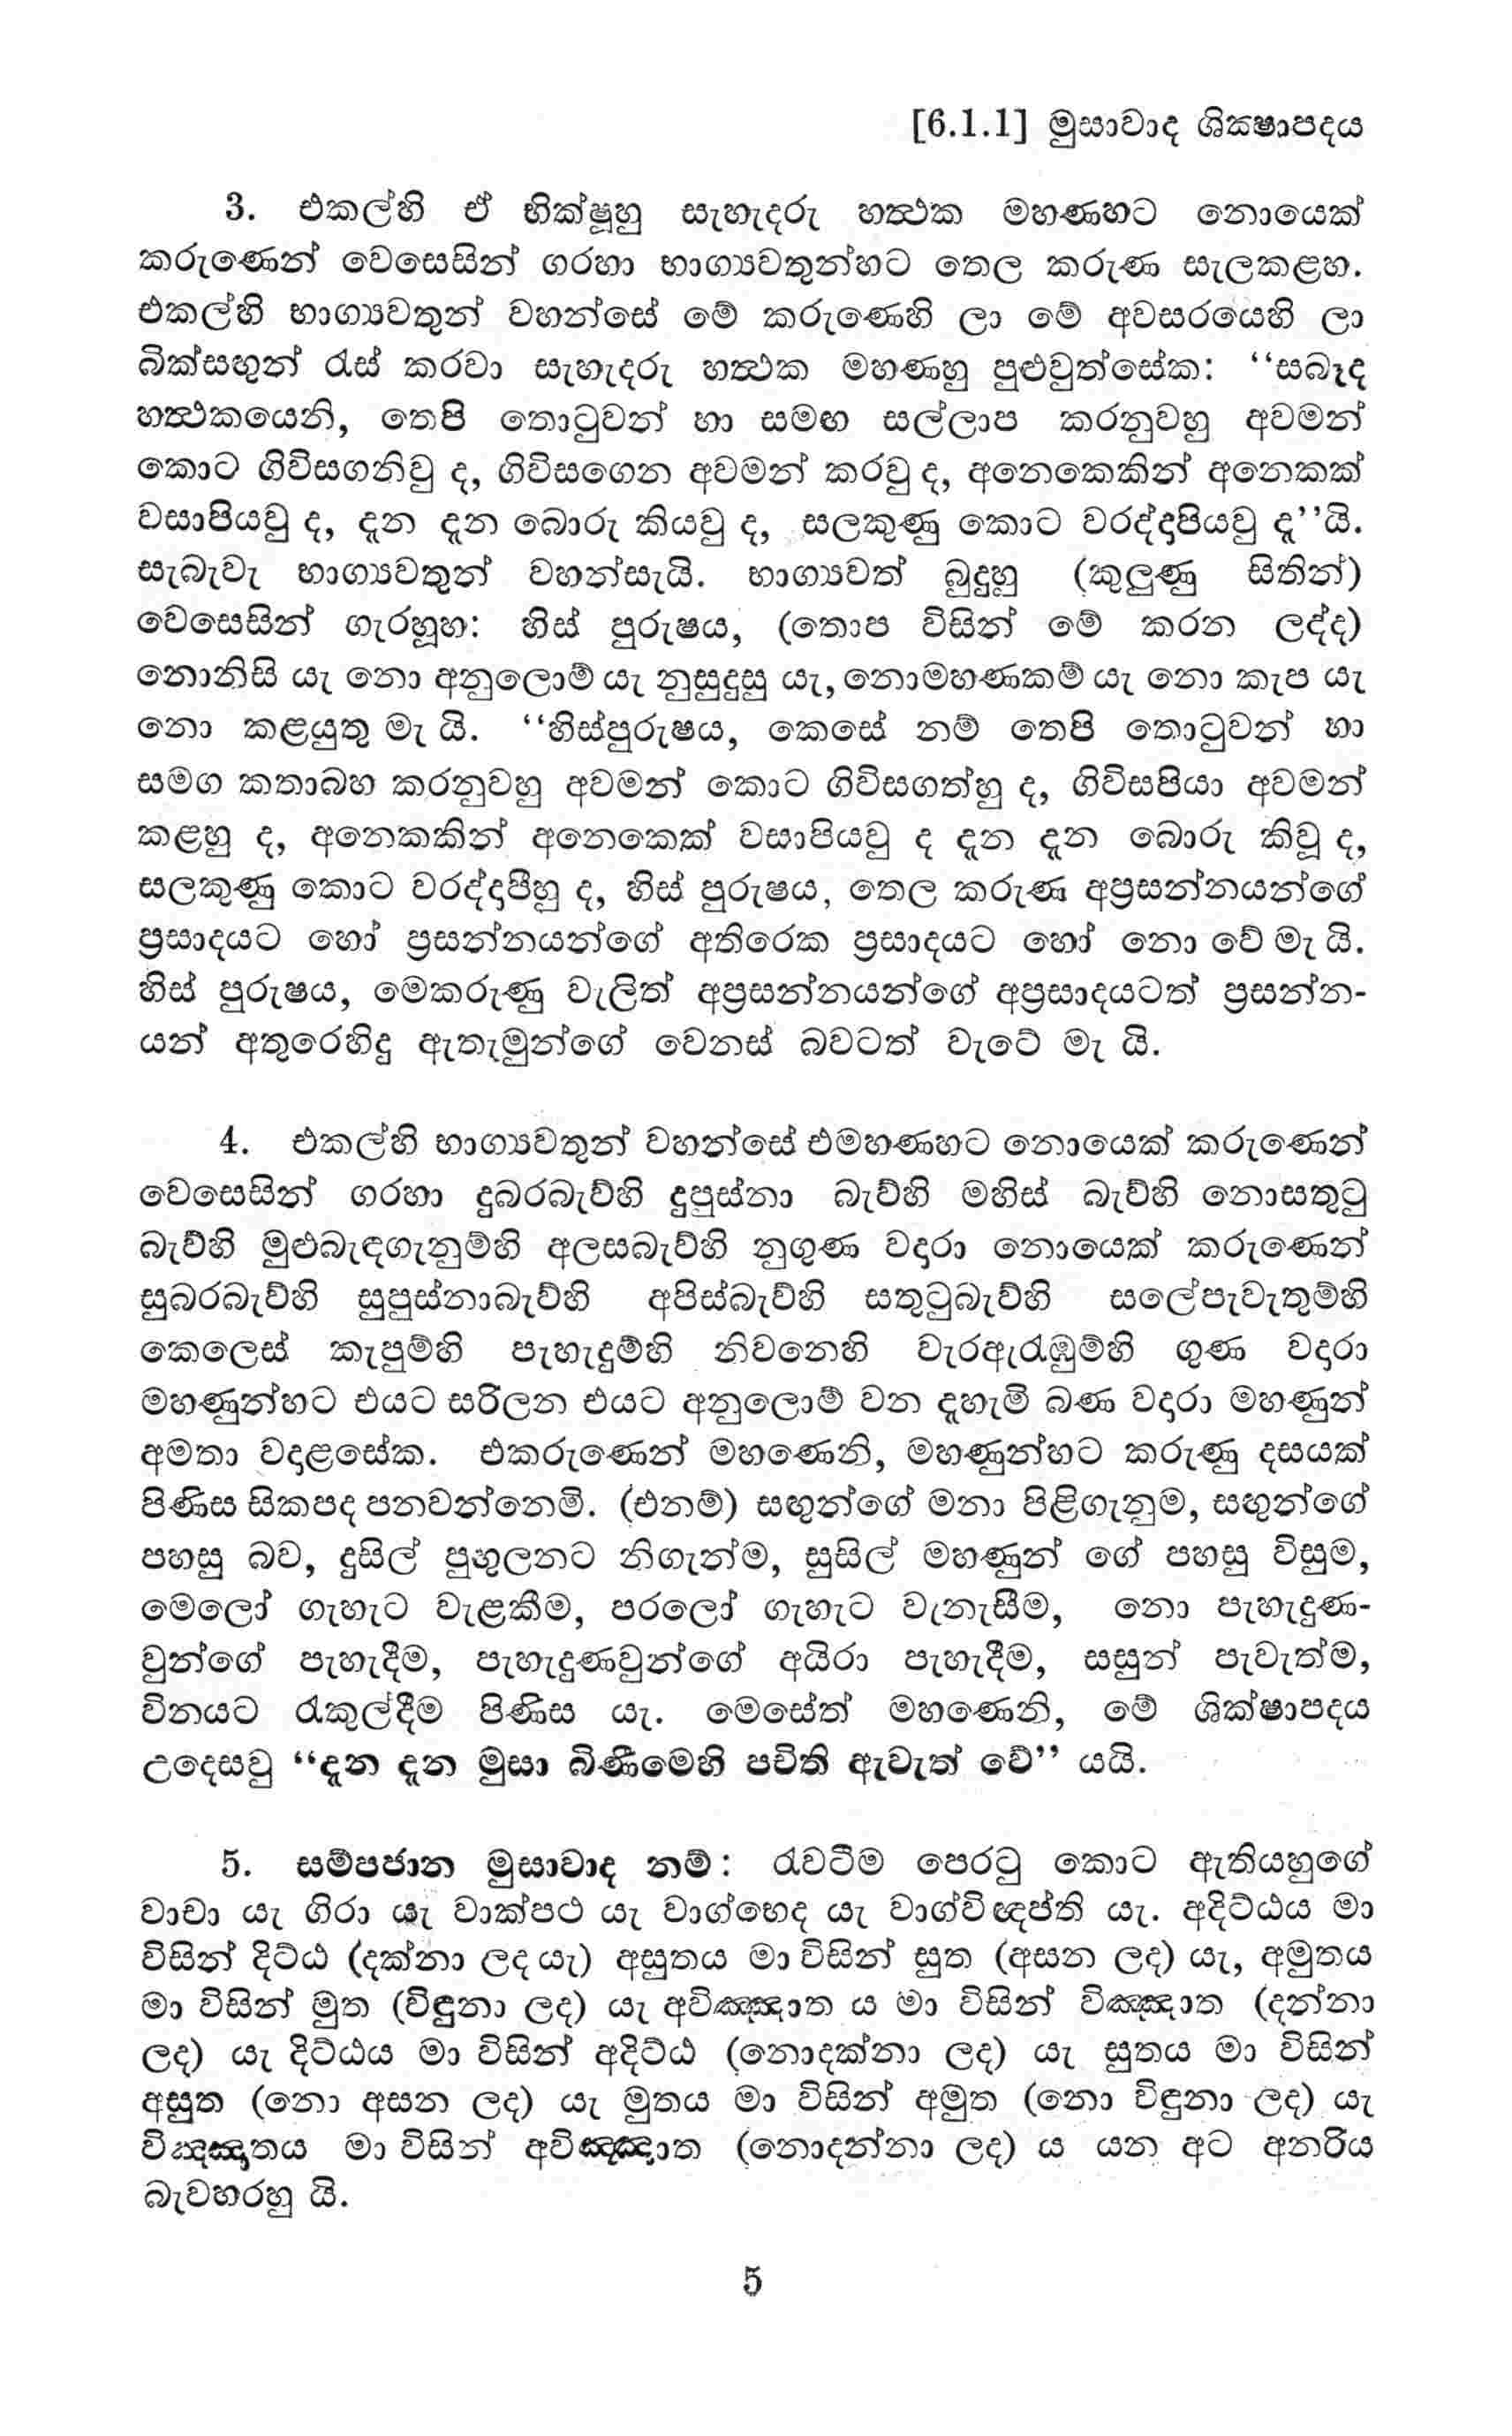 [6.1.1] මුසාවාද ශික්‍ෂාපදය
3. එකල්හි ඒ භික්ෂූහු සැහැදරු හත්‍ථක මහණහට නොයෙක්
කරුණෙන් වෙසෙසින් ගරහා භාග්‍යවතුන්හට තෙල කරුණ සැලකළහ.
එකල්හි භාග්‍යවතුන් වහන්සේ මේ කරුණෙහි ලා මේ අවසරයෙහි ලා
බික්සඟුන් රැස් කරවා සැහැදරු හත්‍ථක මහණහු පුළුවුත්සේක: “සබෑද
හත්‍ථකයෙනි, තෙපි තොටුවන් හා සමඟ සල්ලාප කරනුවහු අවමන්
කොට ගිවිසගනිවු ද, ගිවිසගෙන අවමන් කරවු ද, අනෙකෙකින් අනෙකක්
වසාපියවු ද, දැන දැන බොරු කියවු ද, සලකුණු කොට වරද්දාපියවු දැ”යි.
සැබැවැ භාග්‍යවතුන් වහන්සැයි. භාග්‍යවත් බුදුහු (කුලුණු සිතින්)
වෙසෙසින් ගැරහූහ: හිස් පුරුෂය, (තොප විසින් මේ කරන ලද්ද)
නොනිසි යැ නො අනුලොම් යැ නුසුදුසු යැ, නොමහණකම් යැ නො කැප යැ
නො කළයුතු මැ යි. “හිස්පුරුෂය, කෙසේ නම් තෙපි තොටුවන් හා
සමග කතාබහ කරනුවහු අවමන් කොට ගිවිසගත්හු ද, ගිවිසපියා අවමන්
කළහු ද, අනෙකකින් අනෙකෙක් වසාපියවු ද දැන දැන බොරු කිවූ ද,
සලකුණු කොට වරද්දාපීහු ද, හිස් පුරුෂය, තෙල කරුණ අප්‍රසන්නයන්ගේ
ප්‍රසාදයට හෝ ප්‍රසන්නයන්ගේ අතිරෙක ප්‍රසාදයට හෝ නො වේ මැ යි.
හිස් පුරුෂය, මෙකරුණු වැලිත් අප්‍රසන්නයන්ගේ අප්‍රසාදයටත් ප්‍රසන්න-
යන් අතුරෙහිදු ඇතැමුන්ගේ වෙනස් බවටත් වැටේ මැ යි.
4. එකල්හි භාග්‍යවතුන් වහන්සේ එමහණහට නොයෙක් කරුණෙන්
වෙසෙසින් ගරහා දුබරබැව්හි දුපුස්නා බැව්හි මහිස් බැව්හි නොසතුටු
බැව්හි මුළුබැඳගැනුම්හි අලසබැව්හි නුගුණ වදාරා නොයෙක් කරුණෙන්
සුබරබැව්හි සුපුස්නාබැව්හි අපිස්බැව්හි සතුටුබැව්හි සලේපැවැතුම්හි
කෙලෙස් කැපුම්හි පැහැදුම්හි නිවනෙහි වැරඇරැඹුම්හි ගුණ වදාරා
මහණුන්හට එයට සරිලන එයට අනුලොම් වන දැහැමි බණ වදාරා මහණුන්
අමතා වදාළසේක. එකරුණෙන් මහණෙනි, මහණුන්හට කරුණු දසයක්
පිණිස සිකපද පනවන්නෙමි. (එනම්) සඟුන්ගේ මනා පිළිගැනුම, සඟුන්ගේ
පහසු බව, දුසිල් පුඟුලනට නිගැන්ම, සුසිල් මහණුන් ගේ පහසු විසුම,
මෙලෝ ගැහැට වැළකීම, පරලෝ ගැහැට වැනැසීම, නො පැහැදුණ-
වුන්ගේ පැහැදීම, පැහැදුණවුන්ගේ අයිරා පැහැදීම, සසුන් පැවැත්ම,
විනයට රැකුල්දීම පිණිස යැ. මෙසේත් මහණෙනි, මේ ශික්ෂාපදය
උදෙසවු “දැන දැන මුසා බිණීමෙහි පචිති ඇවැත් වේ” යයි.
5. සම්පජාන මුසාවාද නම්: රැවටීම පෙරටු කොට ඇතියහුගේ
වාචා යැ ගිරා යැ වාක්පථ යැ වාග්භෙද යැ වාග්විඥප්ති යැ. අදිට්ඨය මා
විසින් දිට්ඨ (දක්නා ලද යැ) අසුතය මා විසින් සුත (අසන ලද) යැ, අමුතය
මා විසින් මුත (විඳුනා ලද) යැ අවිඤ්ඤාත ය මා විසින් විඤ්ඤාත (දන්නා
ලද) යැ දිට්ඨය මා විසින් අදිට්ඨ (නොදක්නා ලද) යැ සුතය මා විසින්
අසුත (නො අසන ලද) යැ මුතය මා විසින් අමුත (නො විඳුනා ලද) යැ
විඤ්ඤතය මා විසින් අවිඤ්ඤාත (නොදන්නා ලද) ය යන අට අනරිය
බැවහරහු යි.
5